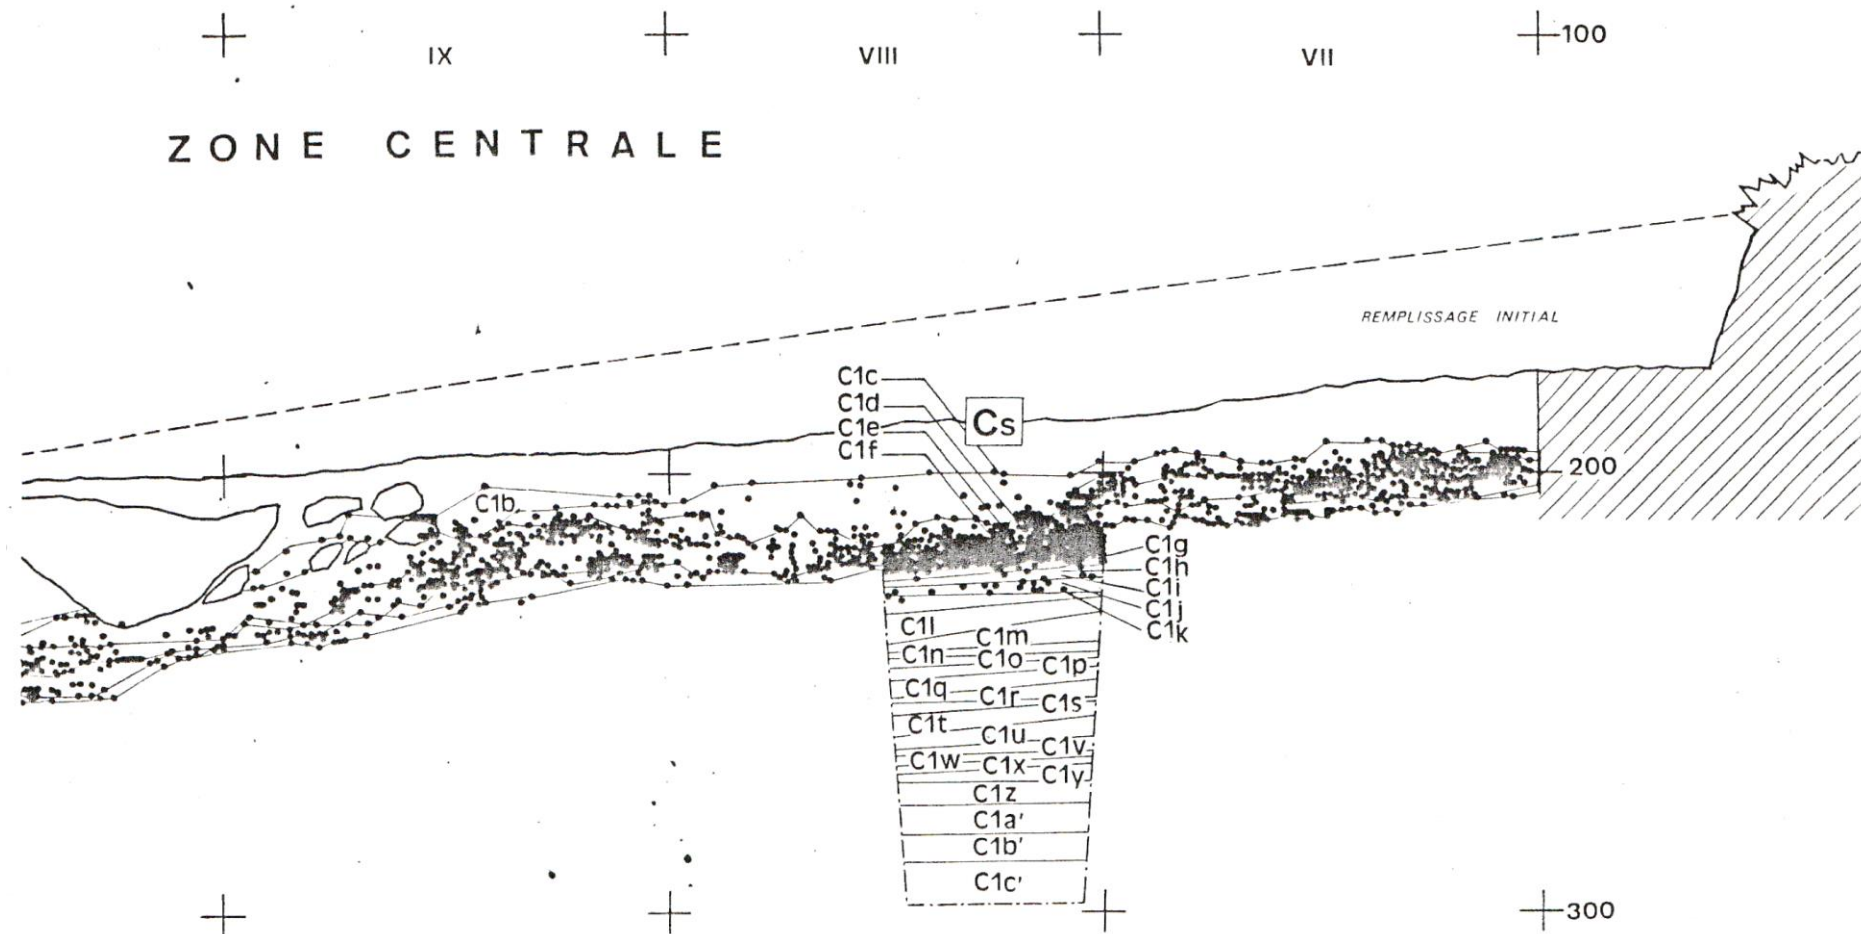 100
IX
VIII
VII
ZONE CENTRALE
REMPLISSAGE INITIAL
C1c
C1d
Cs
C1e
C1f
200
C1b
C1g
C1h
C1i
C1j
C1k
C1l
C1m
C1n
C1o
C1p
C1q
C1r
C1s
C1t
C1u
C1v
C1w
C1x
C1y
C1z
C1a'
C1b'
C1c'
300